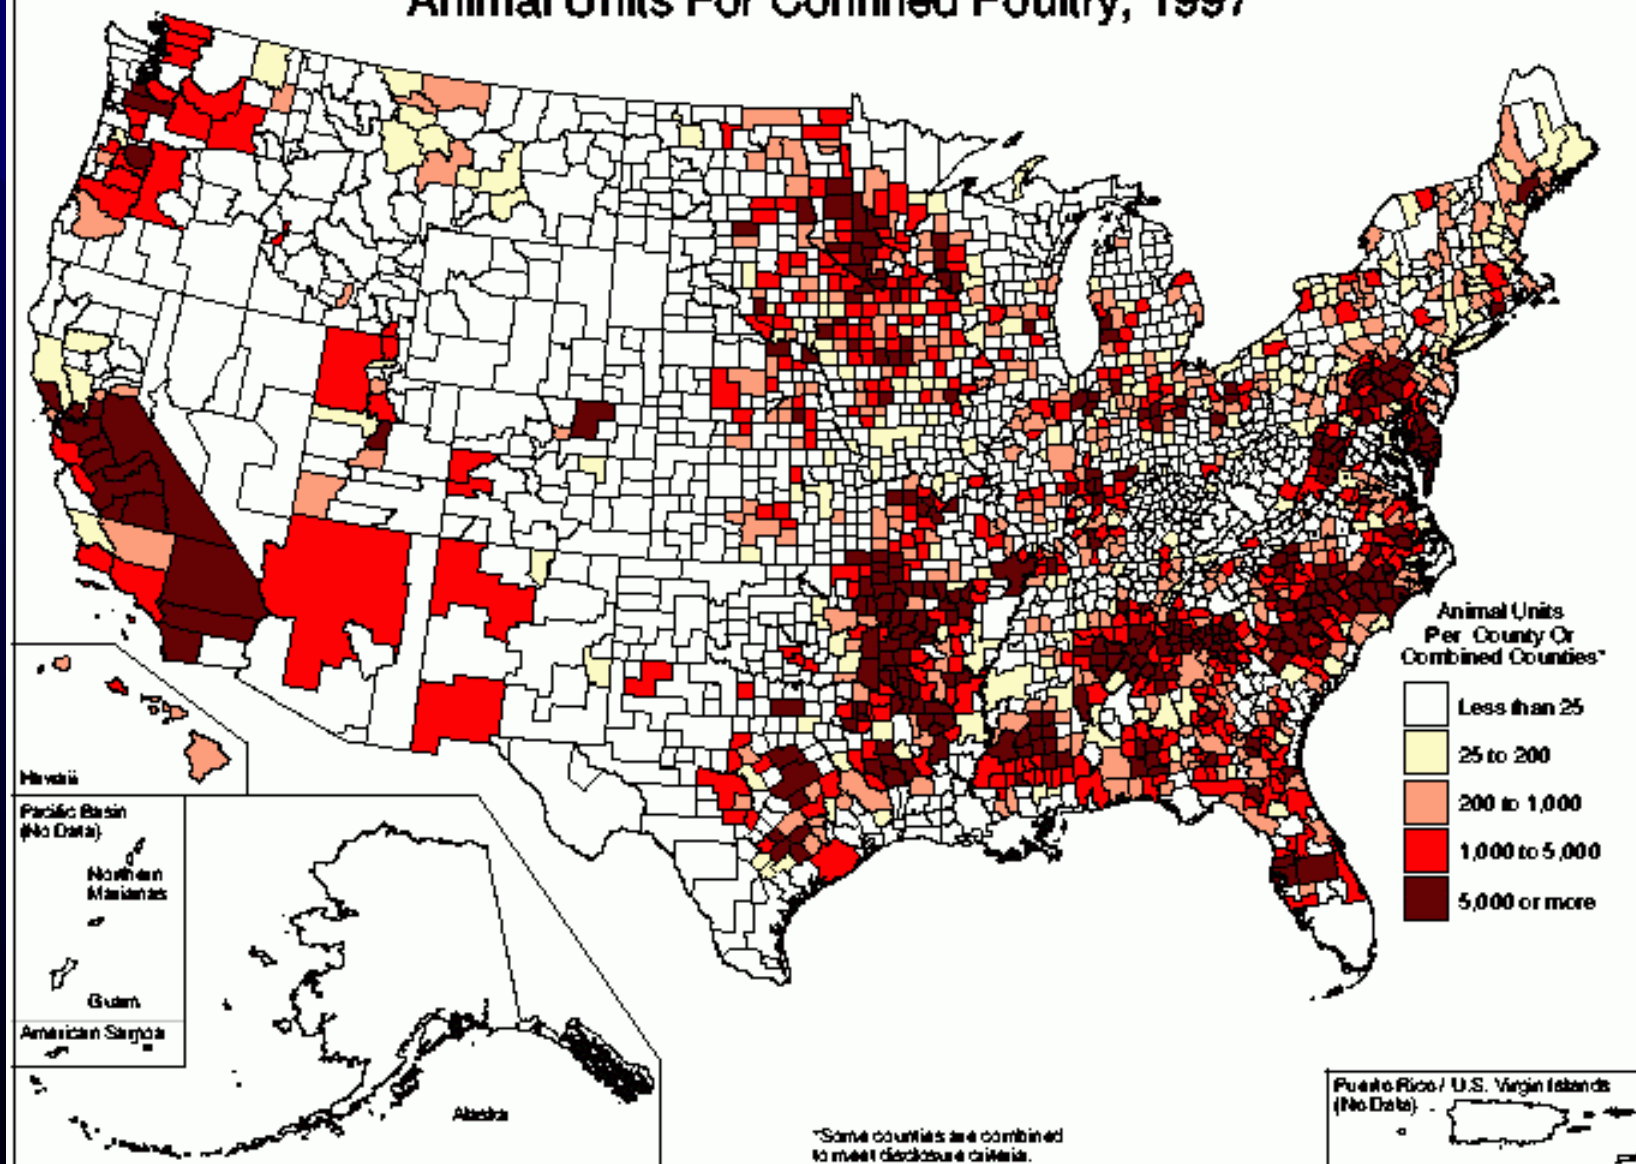 Animal Units For Confined Poultry, 1997
Animal Units
Per County Or
Combined Counties*
Less than 25
25 to 200
200 to 1,000
1,000 to 5,000
5,000 or more
Hawaii
Pacific Basin
(No Data)
Northern
Marianas
Guam
American Samoa
Alaska
*Some counties are combined
to meet disclosure criteria.
Puerto Rico / U.S. Virgin Islands
(No Data)